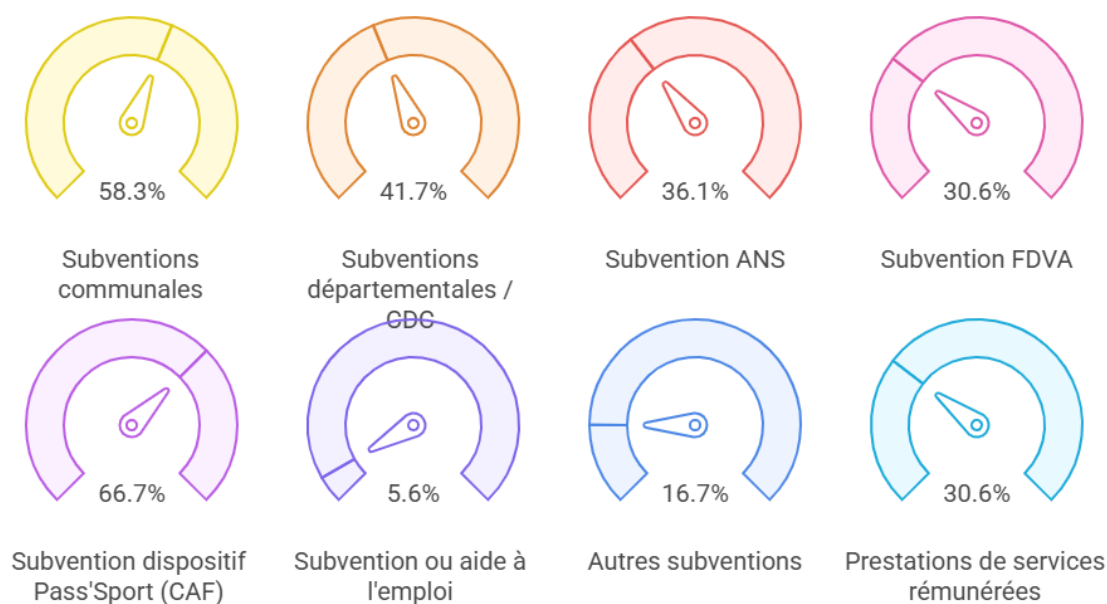 58.3%
41.7%
36.1%
30.6%
Subventions
communales
Subventions
départementales /
CDC
Subvention ANS
Subvention FDVA
66.7%
5.6%
16.7%
30.6%
Subvention dispositif
Pass'Sport (CAF)
Subvention ou aide à
l'emploi
Autres subventions
Prestations de services
rémunérées